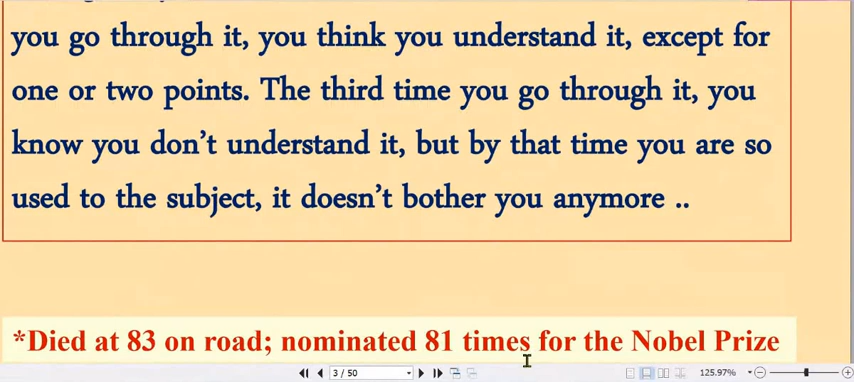 you go through it, you think you understand it, except for
one or two points. The third time you go through it, you
know you don’t understand it, but by that time you are so
used to the subject, it doesn’t bother you anymore ..
*Died at 83 on road; nominated 81 times for the Nobel Prize
3 / 50
125.97%